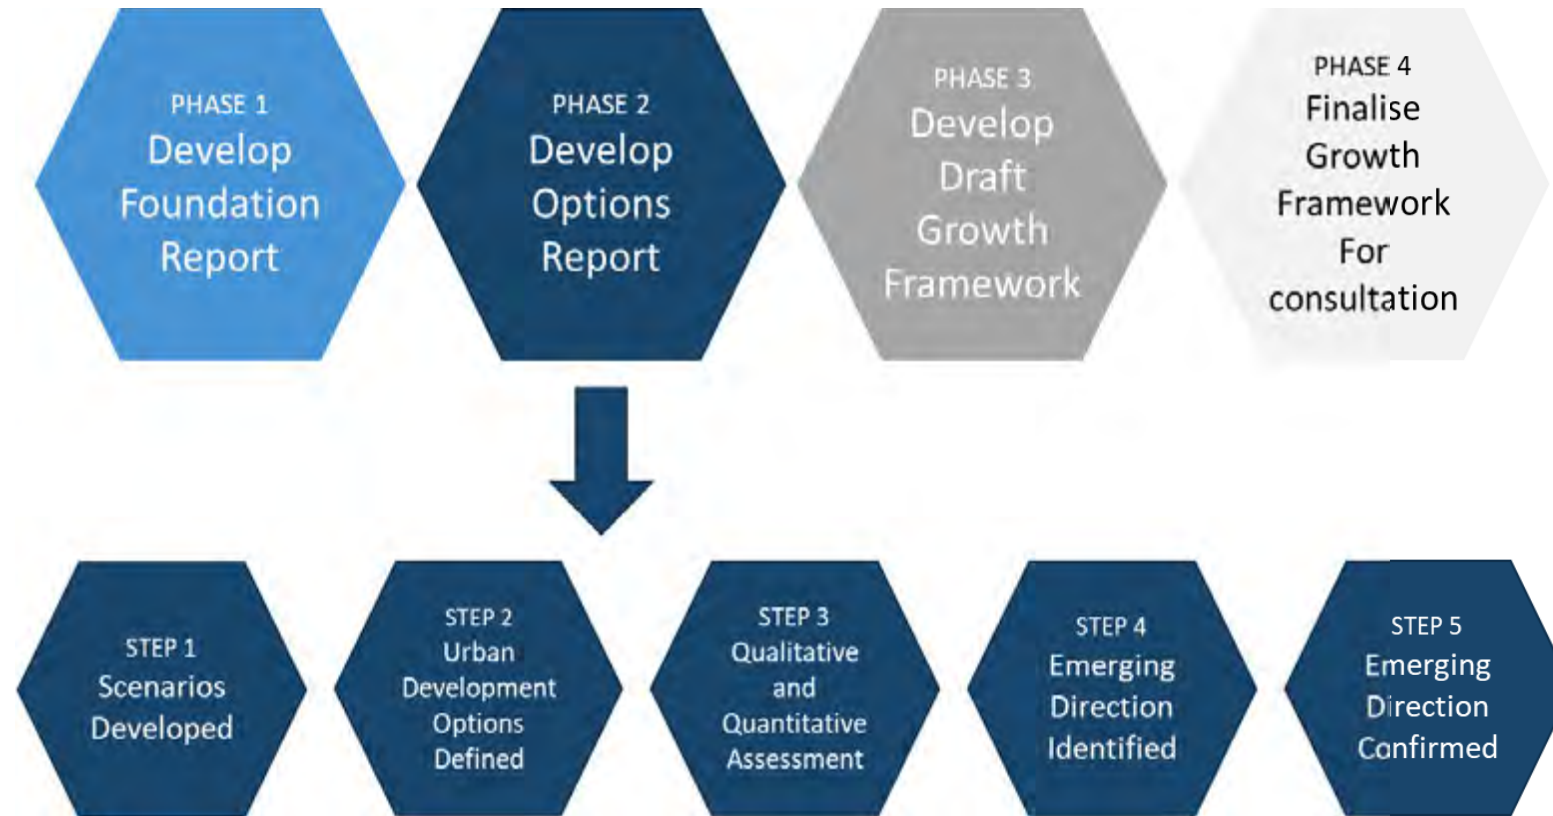 PHASE 1
Develop
Foundation
Report
PHASE 2
Develop
Options
Report
PHASE 3
Develop
Draft
Growth
Framework
PHASE 4
Finalise
Growth
Framework
For
consultation
STEP 1
Scenarios
Developed
STEP 2
Urban
Development
Options
Defined
STEP 3
Qualitative
and
Quantitative
Assessment
STEP 4
Emerging
Direction
Identified
STEP 5
Emerging
Direction
Confirmed